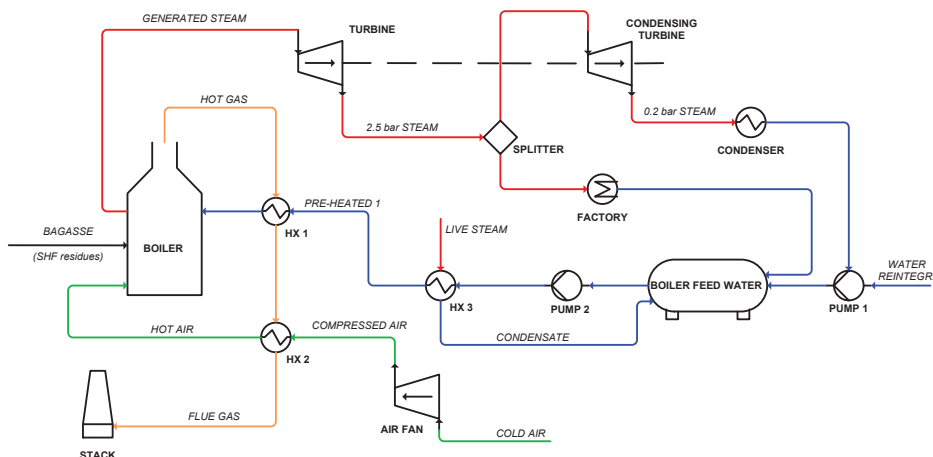 GENERATED STEAM
TURBINE
CONDENSING
TURBINE
HOT GAS
2.5 bar STEAM
0.2 bar STEAM
SPLITTER
CONDENSER
PRE-HEATED 1
FACTORY
BAGASSE
(SHF residues)
BOILER
HX 1
LIVE STEAM
WATER
REINTEGR
BOILER FEED WATER
HX 3
PUMP 2
PUMP 1
HOT AIR
COMPRESSED AIR
CONDENSATE
HX 2
FLUE GAS
AIR FAN
COLD AIR
STACK